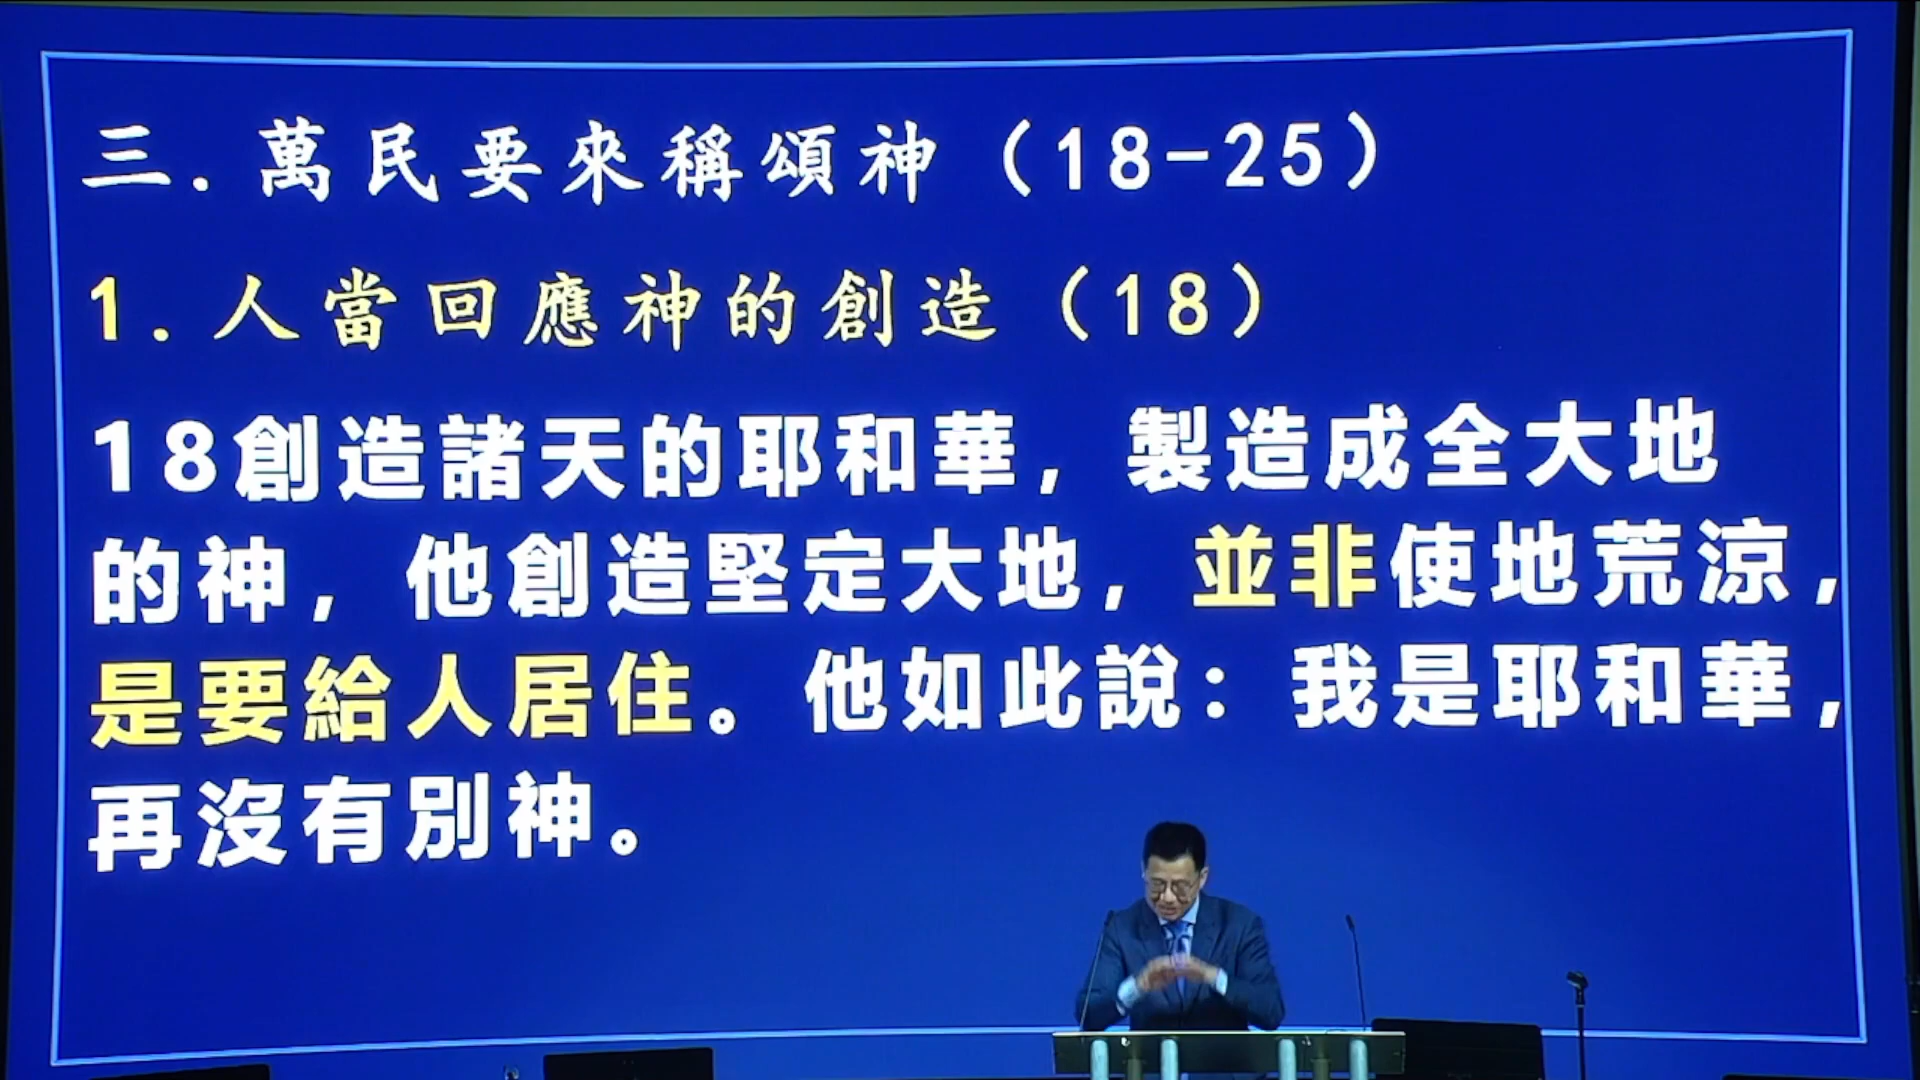 三.萬民要來稱頌神（18-25）
1.人當回應神的創造（18）
18創造諸天的耶和華，製造成全大地
的神，他創造堅定大地，並非使地荒涼，
是要給人居住。他如此說：我是耶和華，
再沒有別神。